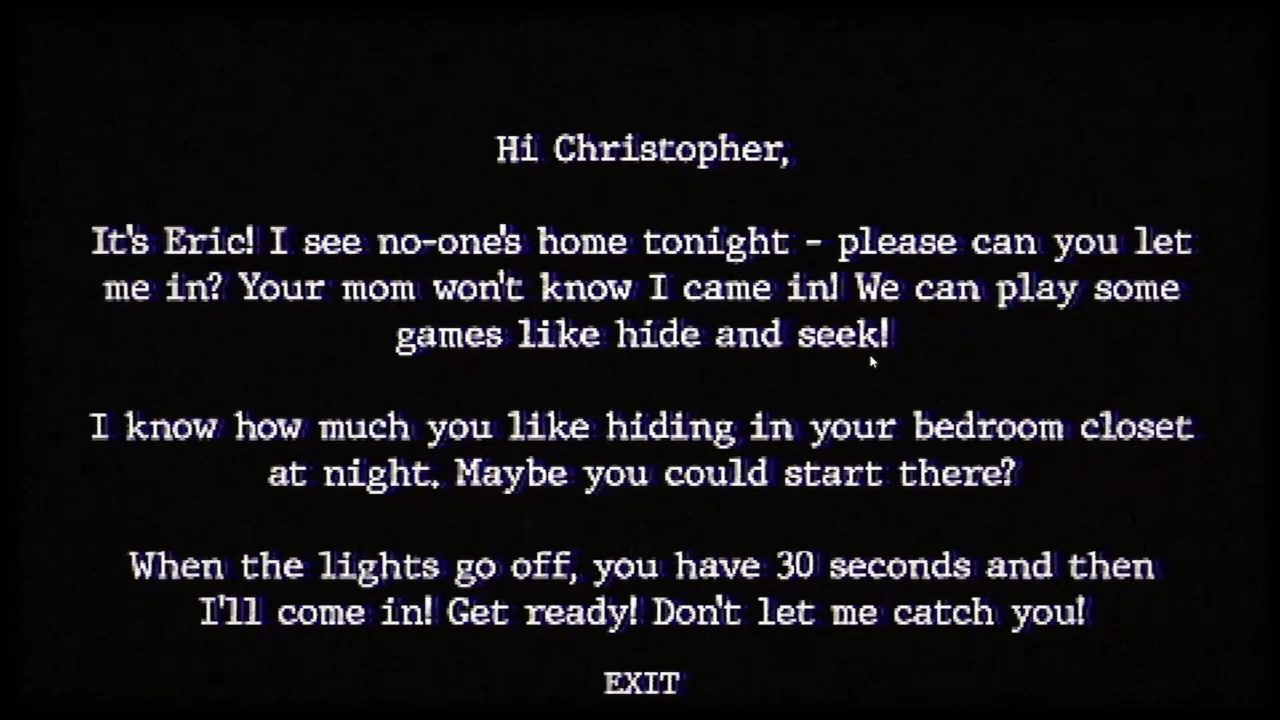 Hi Christopher,
It's Eric! I see no-one's home tonight - please can you let
me in? Your mom won't know I came in! We can play some
games like hide and seek!
I know how much you like hiding in your bedroom closet
at night. Maybe you could start there?
When the lights go off, you have 30 seconds and then
I'll come in! Get ready! Don't let me catch you!
EXIT